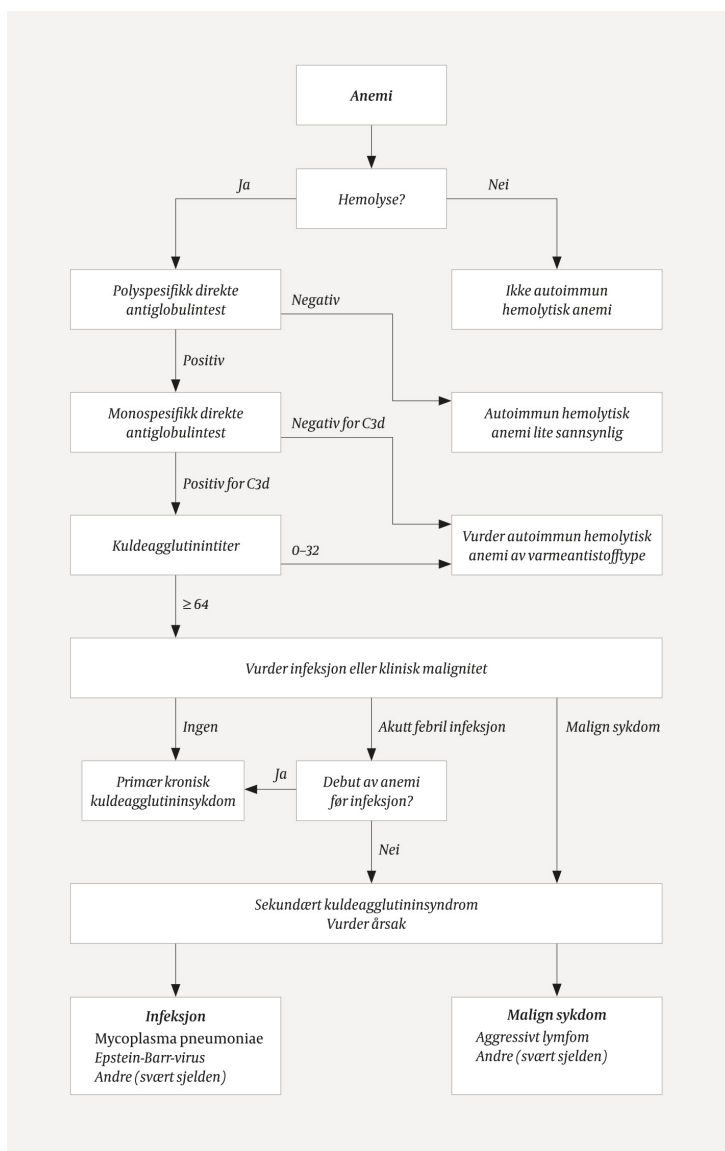 Anemi
Ja
Hemolyse?
Nei
Polyspesifikk direkte
antiglobulintest
Negativ
Ikke autoimmun
hemolytisk anemi
Positiv
Monospesifikk direkte
antiglobulintest
Negativ for C3d
Autoimmun hemolytisk
anemi lite sannsynlig
Positiv for C3d
Kuldeagglutinintiter
0–32
Vurder autoimmun hemolytisk
anemi av varmeantistofftype
≥ 64
Vurder infeksjon eller klinisk malignitet
Ingen
Akutt febril infeksjon
Malign sykdom
Primær kronisk
kuldeagglutininsykdom
Ja
Debut av anemi
før infeksjon?
Nei
Sekundært kuldeagglutininsyndrom
Vurder årsak
Infeksjon
Mycoplasma pneumoniae
Epstein-Barr-virus
Andre (svært sjelden)
Malign sykdom
Aggressivt lymfom
Andre (svært sjelden)